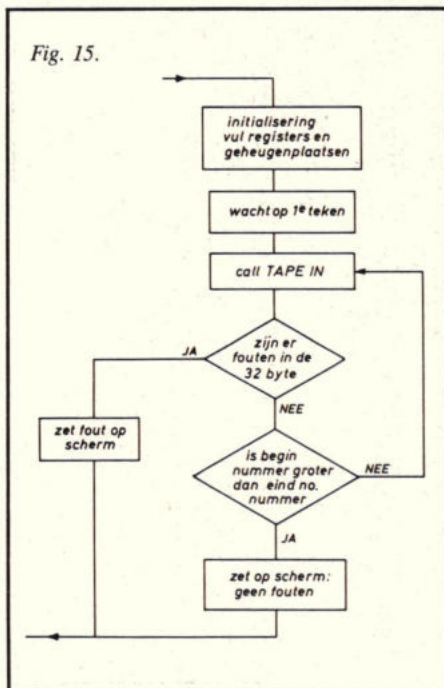 Fig. 15.
initialisering
vul registers en
geheugenplaatsen
wacht op 1e teken
call TAPE IN
zijn er
fouten in de
32 byte
JA
NEE
zet fout op
scherm
is begin
nummer groter
dan eind no.
nummer
NEE
JA
zet op scherm:
geen fouten